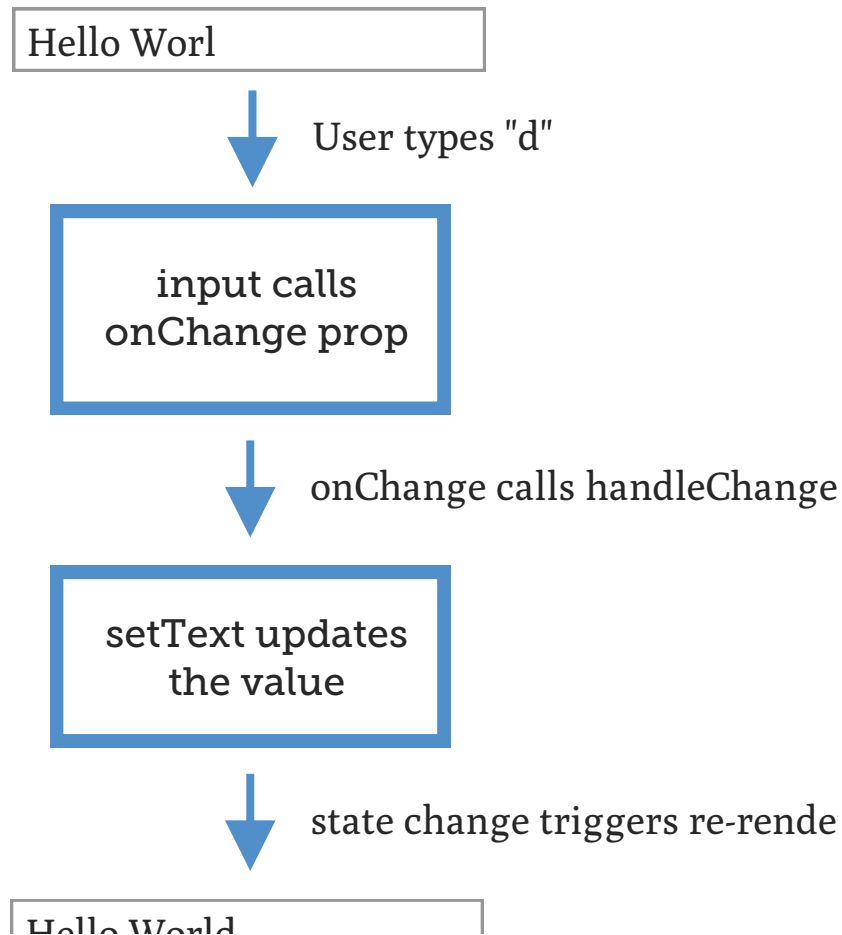 Hello Worl
User types "d"
input calls
onChange prop
onChange calls handleChange
setText updates
the value
state change triggers re-rende
Hello World